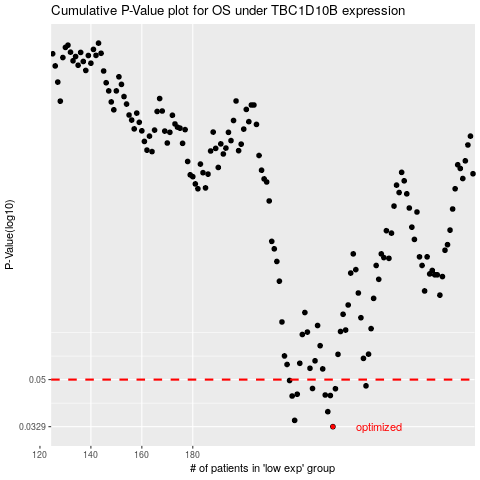 Cumulative P-Value plot for OS under TBC1D10B expression
P-Value(log10)
0.05
0.0329
optimized
120 140 160 180
# of patients in 'low exp' group